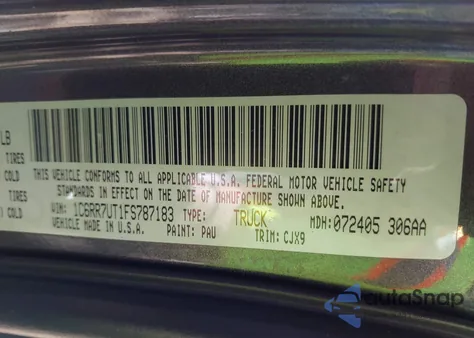 LB
TIRES
COLD THIS VEHICLE CONFORMS TO ALL APPLICABLE U.S.A. FEDERAL MOTOR VEHICLE SAFETY
TIRES STANDARDS IN EFFECT ON THE DATE OF MANUFACTURE SHOWN ABOVE.
COLD VIN: 1C6RR7UT1FS787183 TYPE: TRUCK MDH:072405 306AA
MADE IN U.S.A. PAINT: PAU TRIM: CJX9
autoSnap